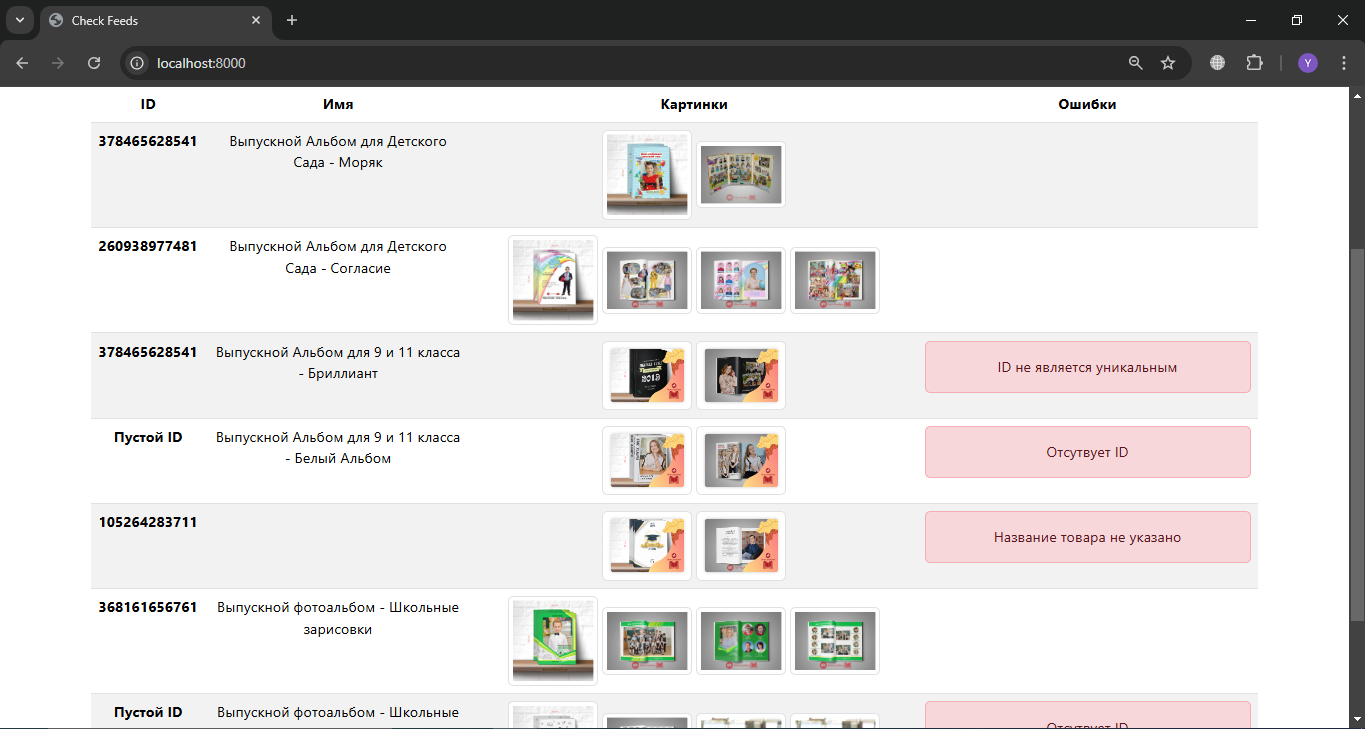 Check Feeds
localhost:8000
Y
ID Имя Картинки Ошибки
378465628541 Выпускной Альбом для Детского
Сада - Моряк
260938977481 Выпускной Альбом для Детского
Сада - Согласие
378465628541 Выпускной Альбом для 9 и 11 класса
- Бриллиант
2019
ID не является уникальным
Пустой ID Выпускной Альбом для 9 и 11 класса
- Белый Альбом
Отсутвует ID
105264283711
Название товара не указано
368161656761 Выпускной фотоальбом - Школьные
зарисовки
Пустой ID Выпускной фотоальбом - Школьные
Отсутвует ID